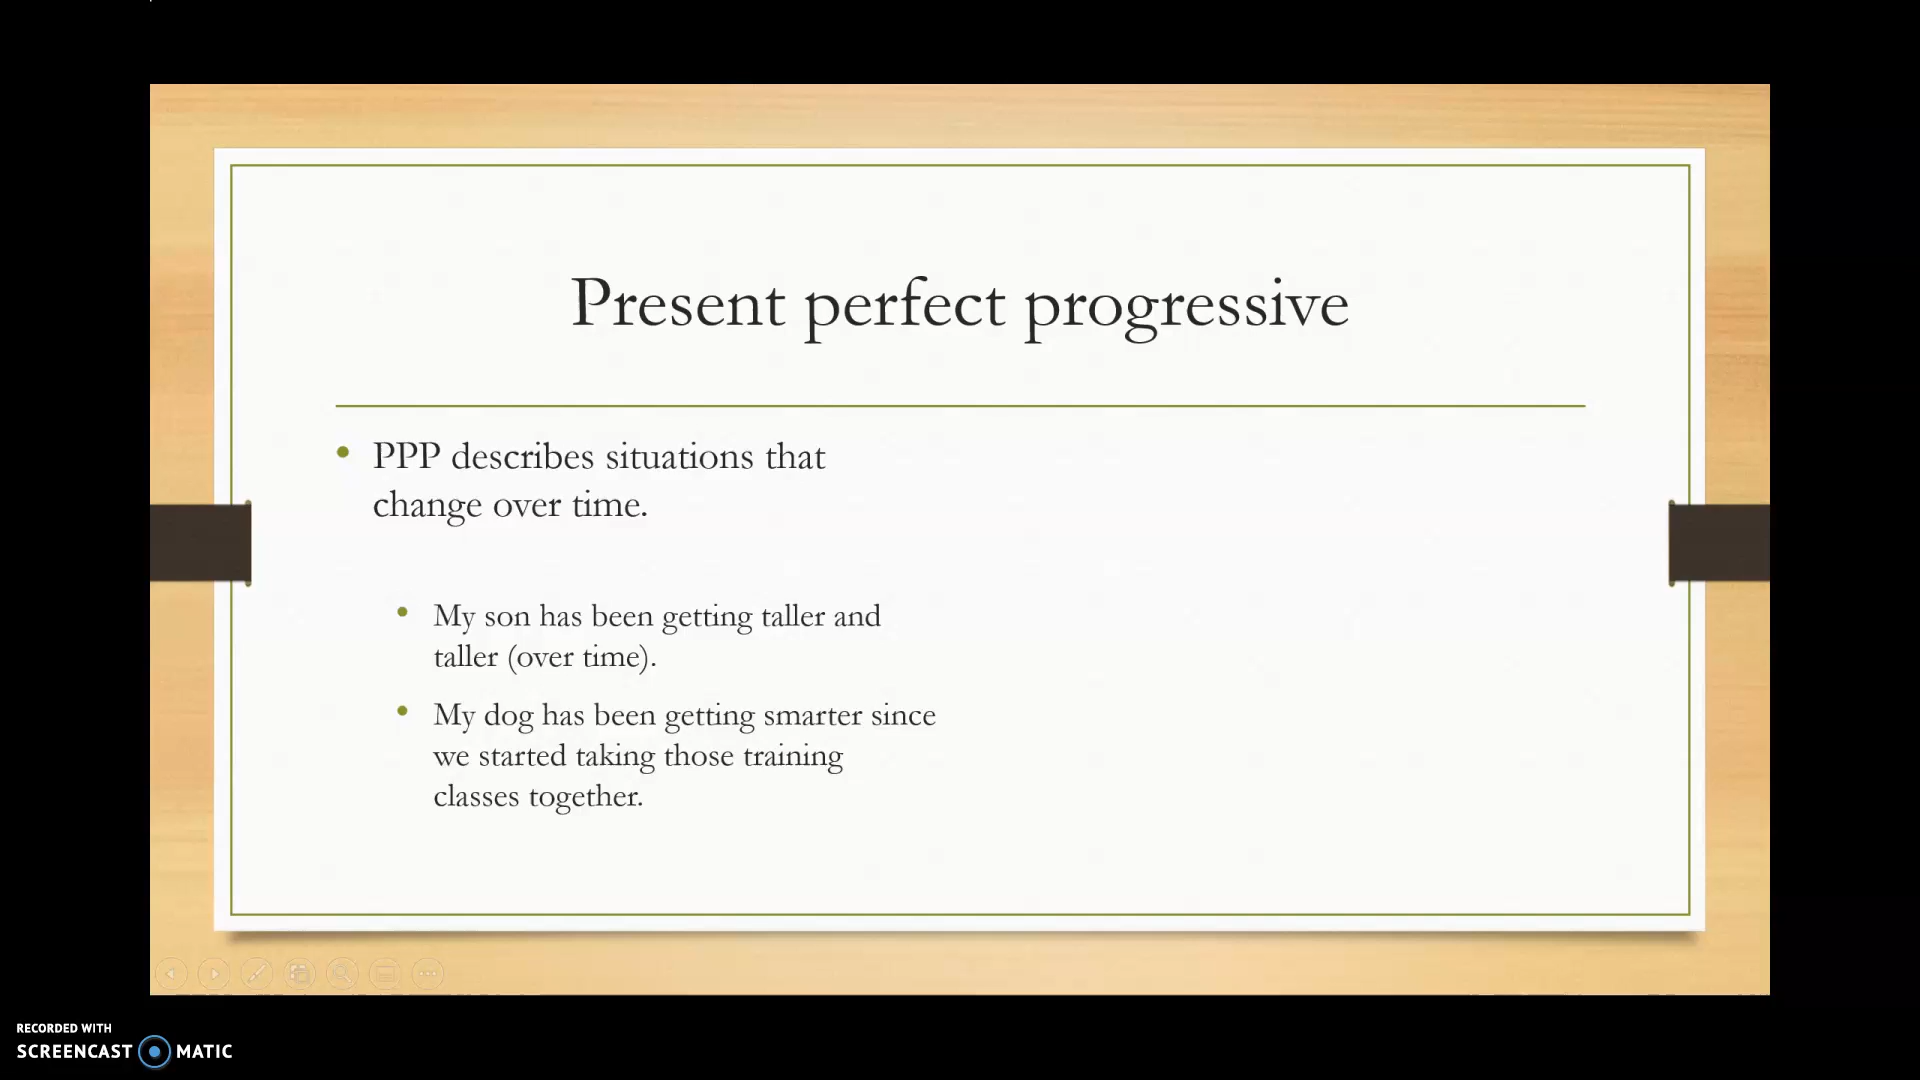 Present perfect progressive
PPP describes situations that
change over time.
My son has been getting taller and
taller (over time).
My dog has been getting smarter since
we started taking those training
classes together.
RECORDED WITH
SCREENCAST MATIC